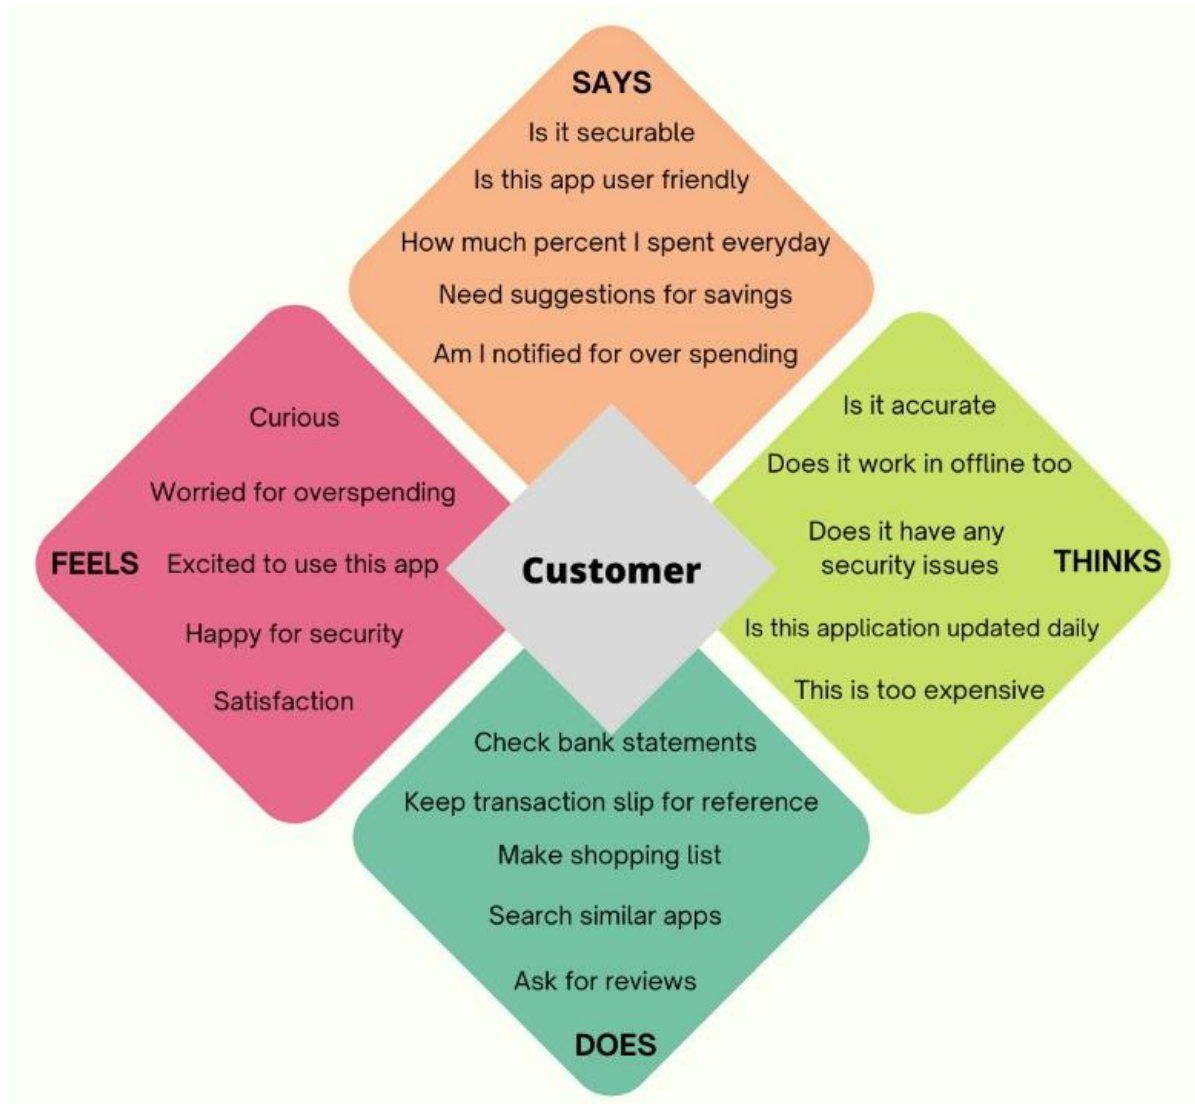 SAYS
Is it securable
Is this app user friendly
How much percent I spent everyday
Need suggestions for savings
Am I notified for over spending
Curious
Worried for overspending
FEELS
Excited to use this app
Happy for security
Satisfaction
Customer
Is it accurate
Does it work in offline too
Does it have any
security issues
THINKS
Is this application updated daily
This is too expensive
Check bank statements
Keep transaction slip for reference
Make shopping list
Search similar apps
Ask for reviews
DOES